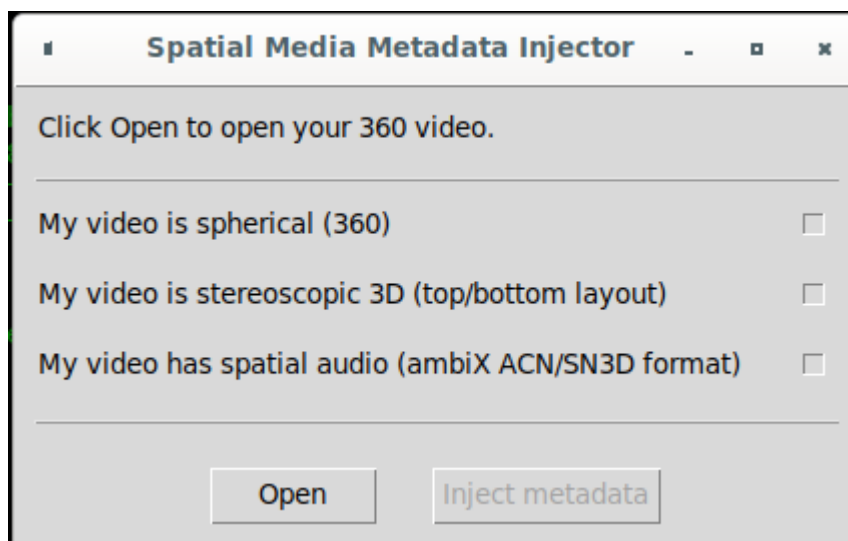 Spatial Media Metadata Injector
Click Open to open your 360 video.
My video is spherical (360)
My video is stereoscopic 3D (top/bottom layout)
My video has spatial audio (ambiX ACN/SN3D format)
Open Inject metadata